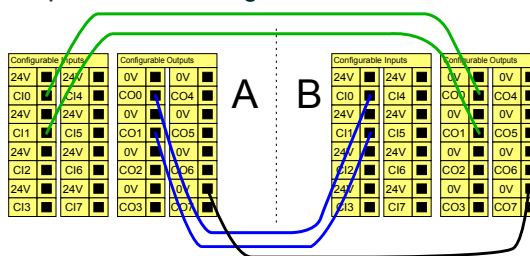 Configurable Inputs
24V 24V
CI0 CI4
24V 24V
CI1 CI5
24V 24V
CI2 CI6
24V 24V
CI3 CI7
Configurable Outputs
0V 0V
CO0 CO4
0V 0V
CO1 CO5
0V 0V
CO2 CO6
0V 0V
CO3 CO7
A
B
Configurable Inputs
24V 24V
CI0 CI4
24V 24V
CI1 CI5
24V 24V
CI2 CI6
24V 24V
CI3 CI7
Configurable Outputs
0V 0V
CO0 CO4
0V 0V
CO1 CO5
0V 0V
CO2 CO6
0V 0V
CO3 CO7